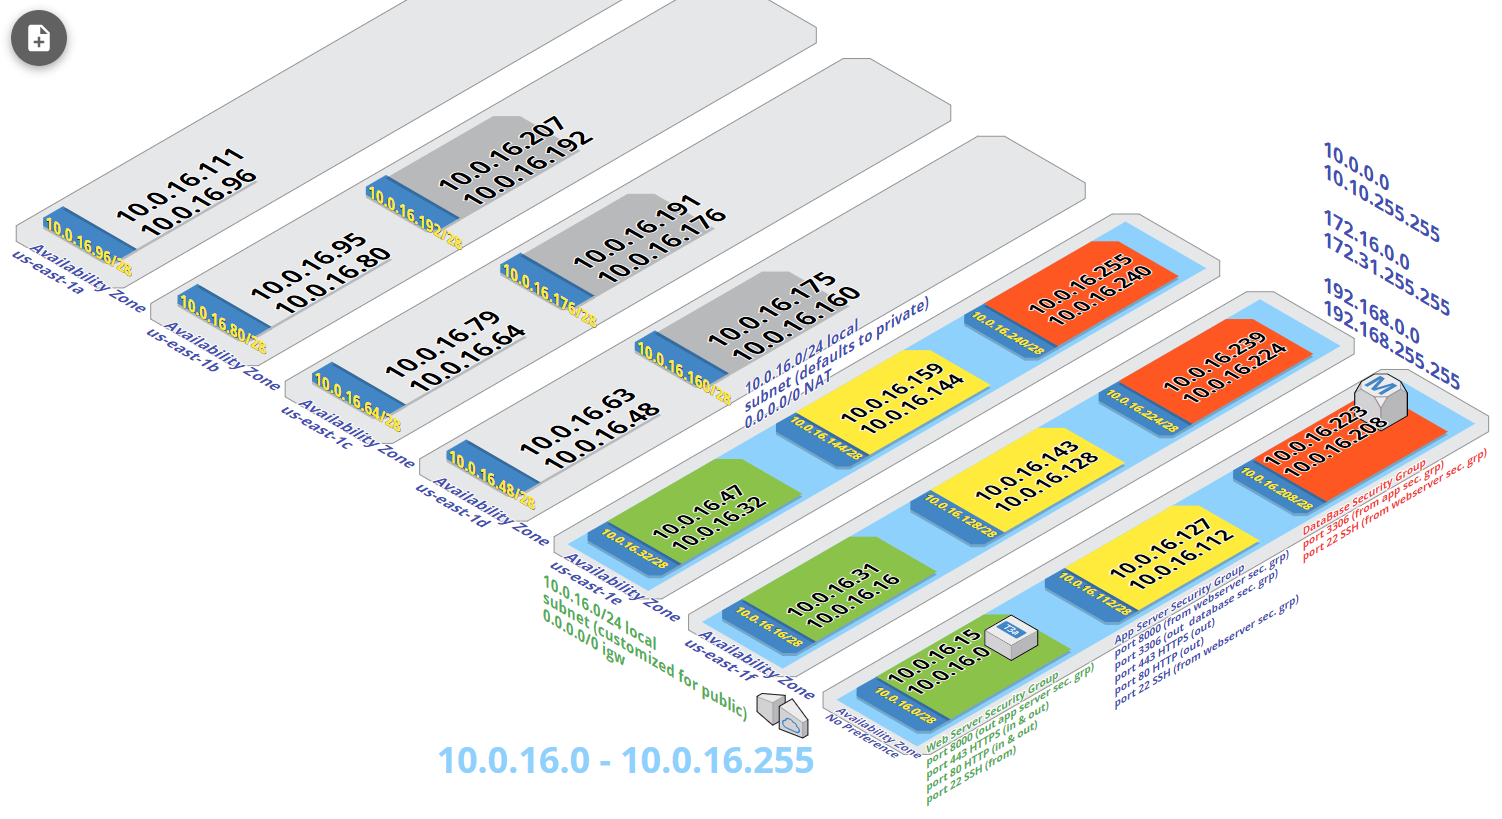 10.0.16.111
10.0.16.96
10.0.16.96/28
Availability Zone
us-east-1a
10.0.16.207
10.0.16.192
10.0.16.192/28
10.0.16.95
10.0.16.80
10.0.16.80/28
Availability Zone
us-east-1b
10.0.16.191
10.0.16.176
10.0.16.176/28
10.0.16.79
10.0.16.64
10.0.16.64/28
Availability Zone
us-east-1c
10.0.16.175
10.0.16.160
10.0.16.160/28
10.0.16.63
10.0.16.48
10.0.16.48/28
Availability Zone
us-east-1d
10.0.16.0/24 local
subnet (defaults to private)
0.0.0.0/0 NAT
10.0.16.255
10.0.16.240
10.0.16.240/28
10.0.16.159
10.0.16.144
10.0.16.144/28
10.0.16.47
10.0.16.32
10.0.16.32/28
Availability Zone
us-east-1e
10.0.16.239
10.0.16.224
10.0.16.224/28
10.0.16.143
10.0.16.128
10.0.16.128/28
10.0.16.31
10.0.16.16
10.0.16.16/28
Availability Zone
us-east-1f
M
10.0.16.223
10.0.16.208
10.0.16.208/28
10.0.16.127
10.0.16.112
10.0.16.112/28
T3a
10.0.16.15
10.0.16.0
10.0.16.0/28
Availability Zone
No Preference
10.0.0.0
10.10.255.255
172.16.0.0
172.31.255.255
192.168.0.0
192.168.255.255
DataBase Security Group
port 3306 (from app sec. grp)
port 22 SSH (from webserver sec. grp)
App Server Security Group
port 8000 (from webserver sec. grp)
port 3306 (out database sec. grp)
port 443 HTTPS (out)
port 80 HTTP (out)
port 22 SSH (from webserver sec. grp)
Web Server Security Group
port 8000 (out app server sec. grp)
port 443 HTTPS (in & out)
port 80 HTTP (in & out)
port 22 SSH (from)
10.0.16.0/24 local
subnet (customized for public)
0.0.0.0/0 igw
10.0.16.0 - 10.0.16.255